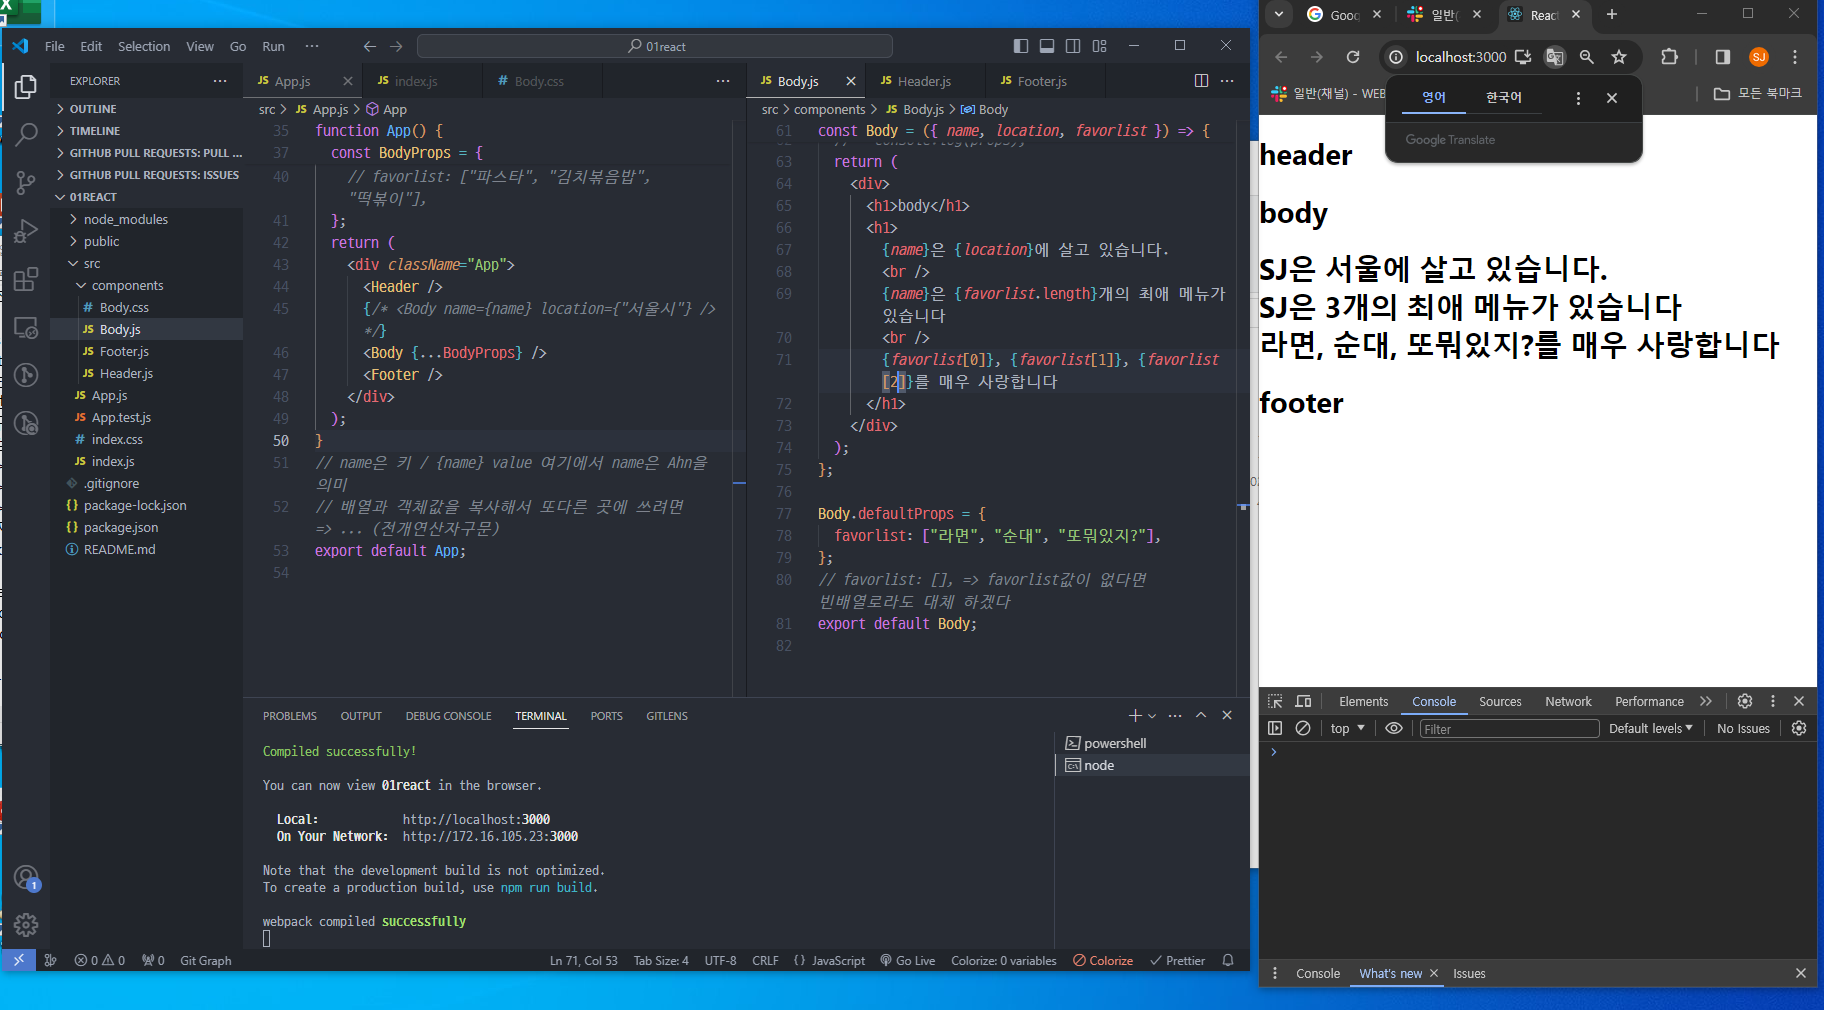 File Edit Selection View Go Run ··· 01react
EXPLORER ···
OUTLINE
TIMELINE
GITHUB PULL REQUESTS: PULL ...
GITHUB PULL REQUESTS: ISSUES
01REACT
node_modules
public
src
components
# Body.css
JS Body.js
JS Footer.js
JS Header.js
JS App.js
JS App.test.js
# index.css
JS index.js
.gitignore
{} package-lock.json
{} package.json
README.md
1
JS App.js JS index.js # Body.css ···
src > JS App.js > App
35 function App() {
37 const BodyProps = {
40 // favorlist: ["파스타", "김치볶음밥",
"떡볶이"],
41 };
42 return (
43 <div className="App">
44 <Header />
45 {/* <Body name={name} location={"서울시"} />
*/}
46 <Body {...BodyProps} />
47 <Footer />
48 </div>
49 );
50 }
51 // name은 키 / {name} value 여기에서 name은 Ahn을
의미
52 // 배열과 객체값을 복사해서 또다른 곳에 쓰려면
=> ... (전개연산자구문)
53 export default App;
54
JS Body.js JS Header.js JS Footer.js ···
src > components > JS Body.js > Body
61 const Body = ({ name, location, favorlist }) => {
62 // console.log(props);
63 return (
64 <div>
65 <h1>body</h1>
66 <h1>
67 {name}은 {location}에 살고 있습니다.
68 <br />
69 {name}은 {favorlist.length}개의 최애 메뉴가
있습니다
70 <br />
71 {favorlist[0]}, {favorlist[1]}, {favorlist
[2]}를 매우 사랑합니다
72 </h1>
73 </div>
74 );
75 };
76
77 Body.defaultProps = {
78 favorlist: ["라면", "순대", "또뭐있지?"],
79 };
80 // favorlist: [], => favorlist값이 없다면
빈배열로라도 대체 하겠다
81 export default Body;
82
PROBLEMS OUTPUT DEBUG CONSOLE TERMINAL PORTS GITLENS
Compiled successfully!
You can now view 01react in the browser.
Local: http://localhost:3000
On Your Network: http://172.16.105.23:3000
Note that the development build is not optimized.
To create a production build, use npm run build.
webpack compiled successfully
powershell
node
0 0 0 Git Graph Ln 71, Col 53 Tab Size: 4 UTF-8 CRLF {} JavaScript Go Live Colorize: 0 variables Colorize Prettier
Goog 일반( React
localhost:3000 SJ
일반(채널) - WEB 모든 북마크
영어 한국어
Google Translate
header
body
SJ은 서울에 살고 있습니다.
SJ은 3개의 최애 메뉴가 있습니다
라면, 순대, 또뭐있지?를 매우 사랑합니다
footer
Elements Console Sources Network Performance
top Filter Default levels No Issues
Console What's new Issues